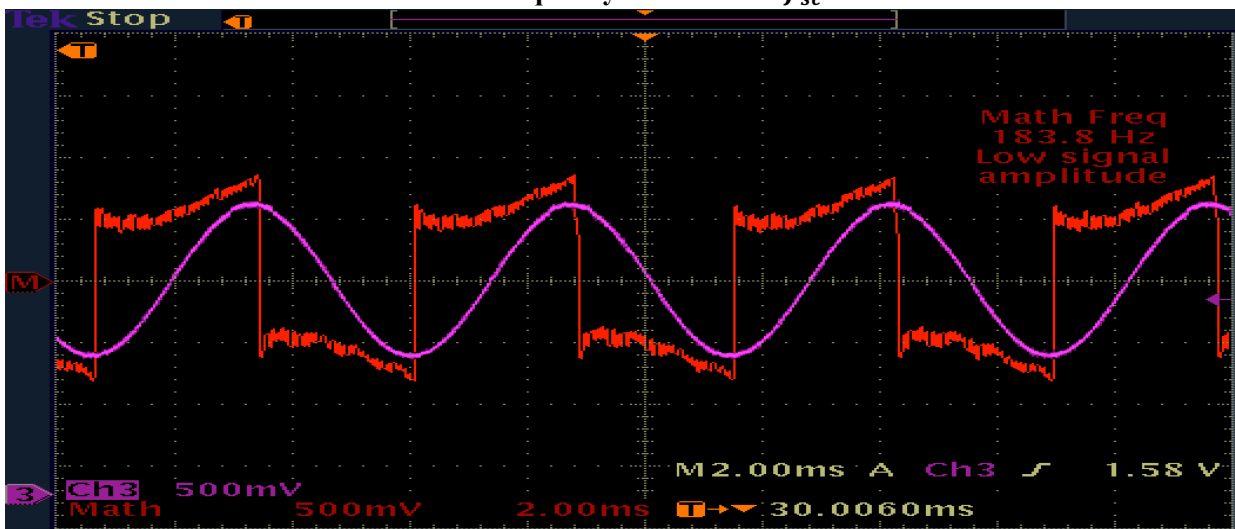 Tek Stop
T
T
Math Freq
183.8 Hz
Low signal
amplitude
M
M2.00ms A Ch3 1.58 V
3 Ch3 500mV
Math 500mV 2.00ms T 30.0060ms